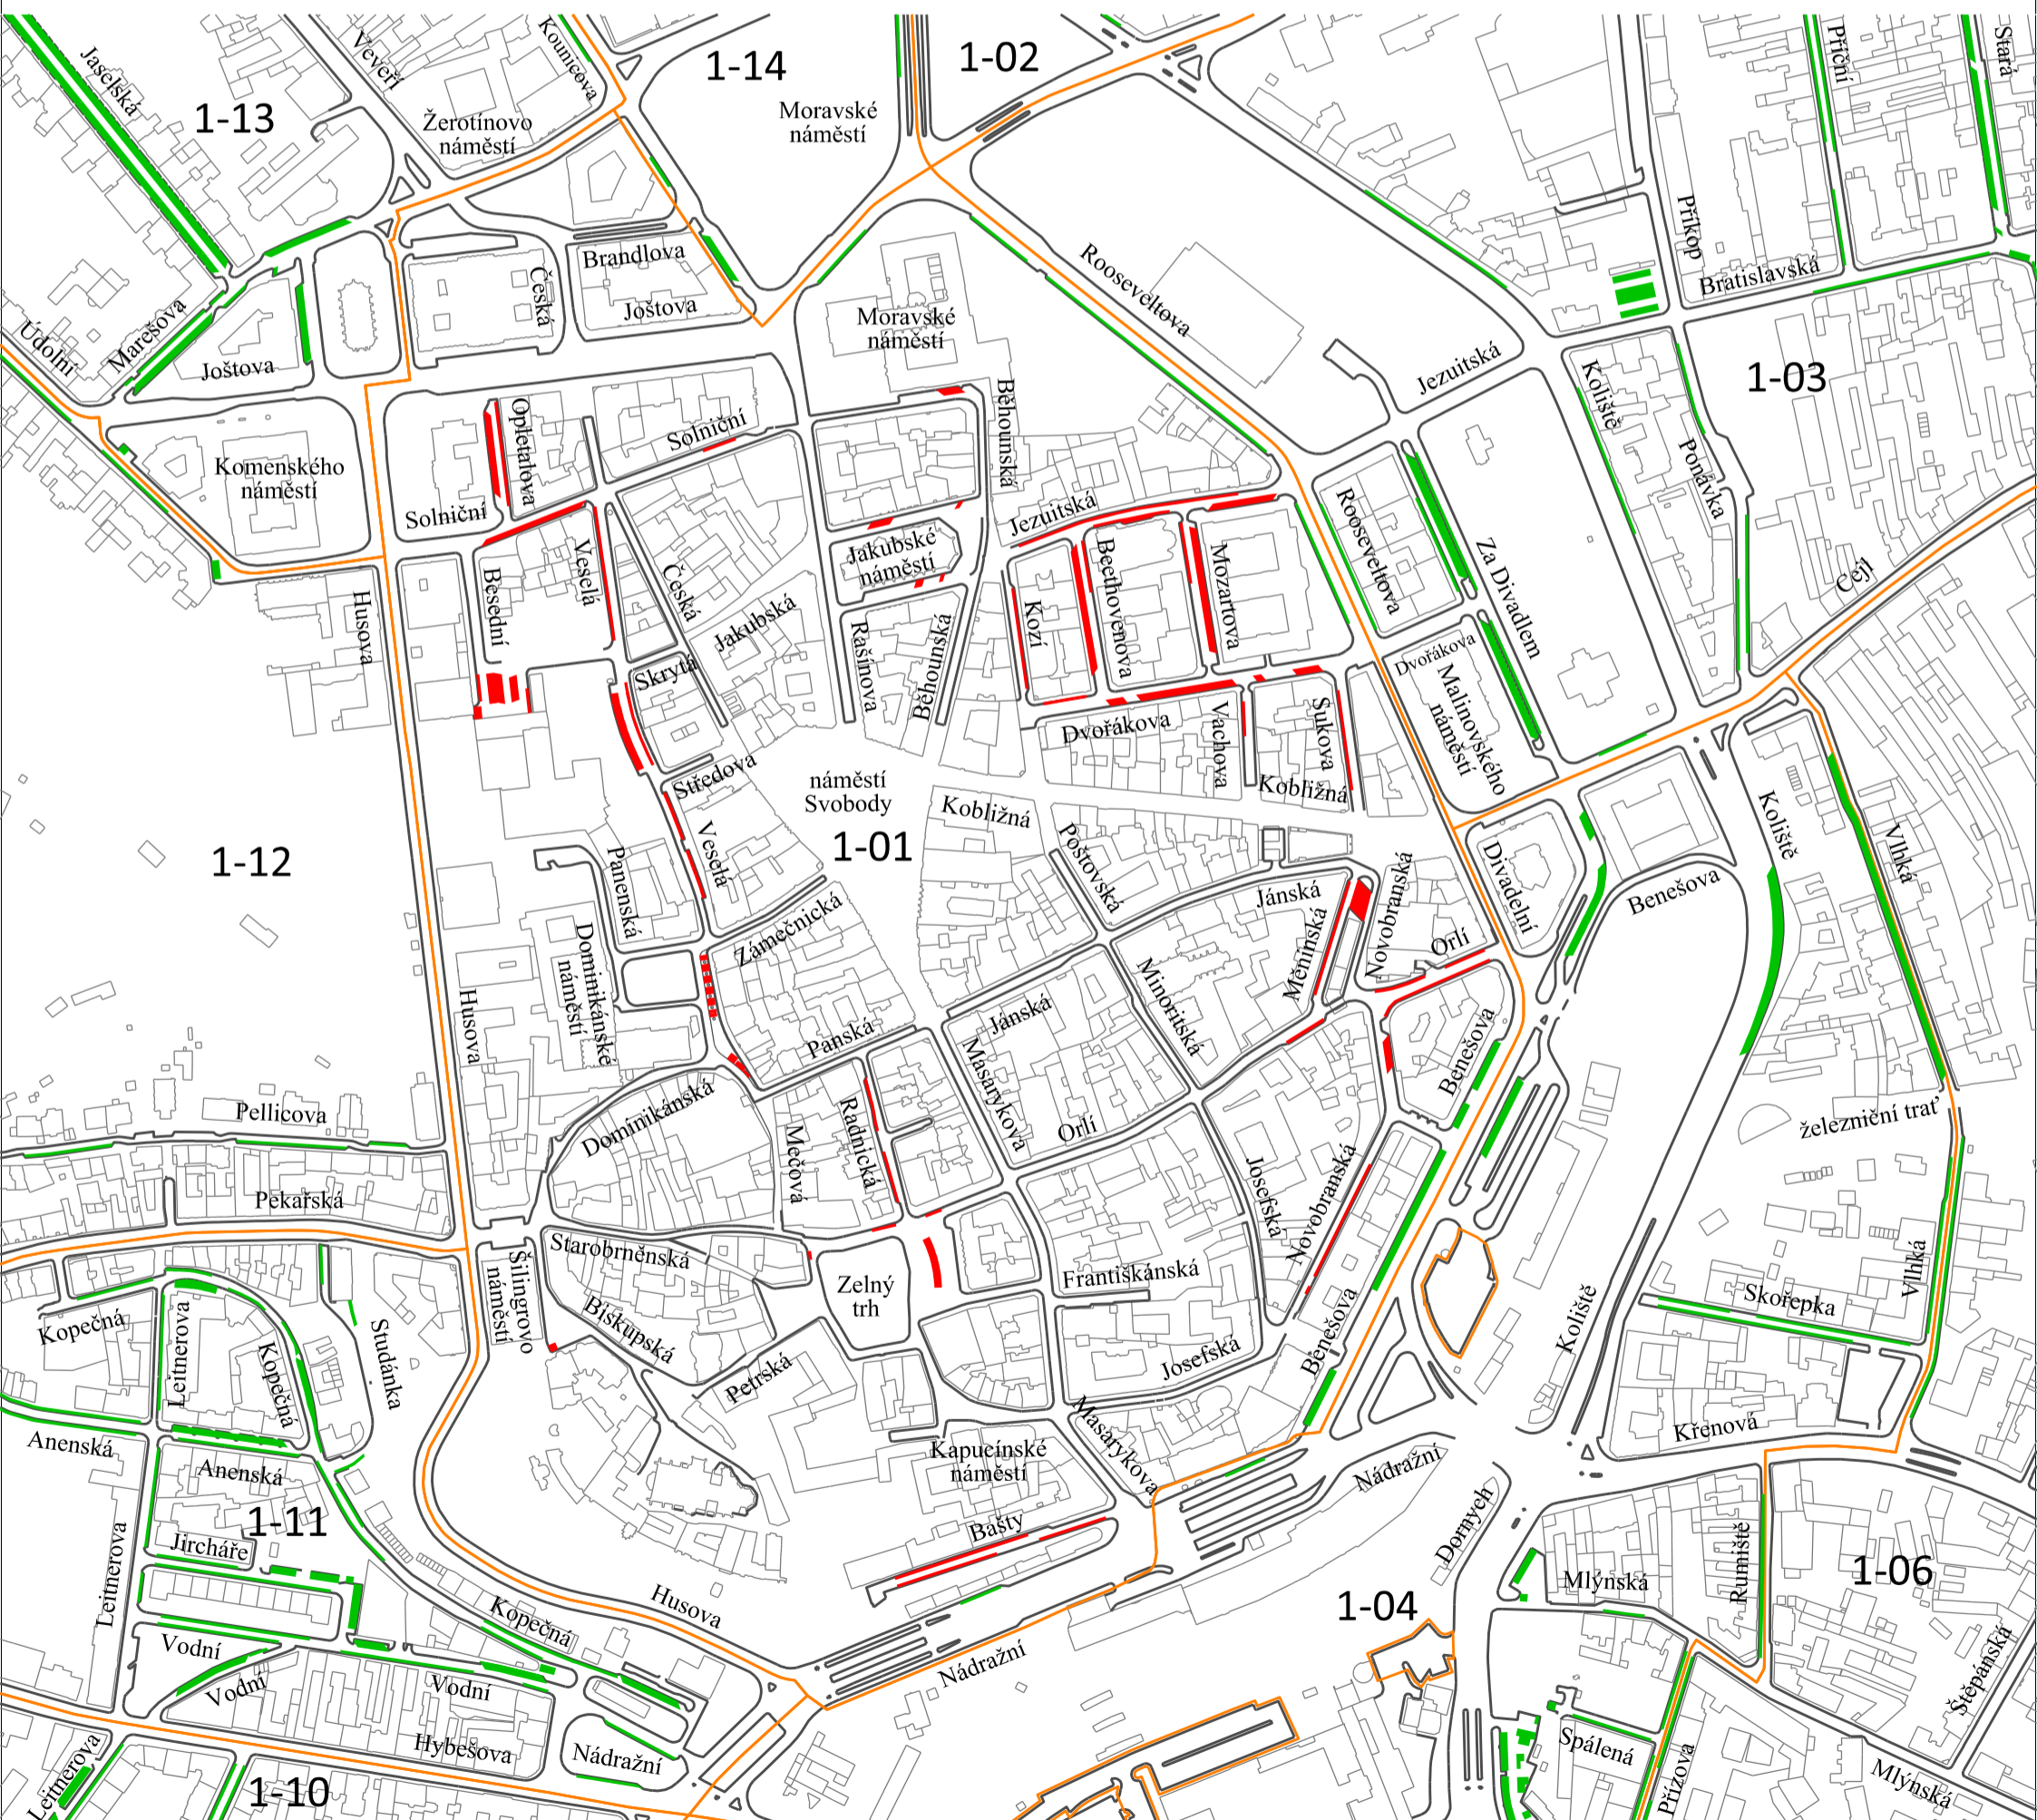 Jaselská
Veveří
Kounicova
1-14
1-02
Příční
Stará
1-13
Žerotínovo
náměstí
Moravské
náměstí
Příkop
Bratislavská
Rooseveltova
Brandlova
Česká
Joštova
Moravské
náměstí
Údolní
Marešova
Joštova
Jezuitská
Koliště
1-03
Ponávka
Opletalova
Solniční
Běhounská
Komenského
náměstí
Solniční
Jezuitská
Rooseveltova
Za Divadlem
Cejl
Husova
Besední
Veselá
Česká
Jakubské
náměstí
Jakubská
Rašínova
Běhounská
Kozí
Beethovenova
Mozartova
Dvořákova
Malinovského
náměstí
Skrytá
Dvořákova
Vachova
Sukova
Kobližná
Středova
náměstí
Svobody
Kobližná
1-01
1-12
Veselá
Panenská
Poštovská
Jánská
Novobranská
Divadelní
Benešova
Koliště
Vlhká
Zámečnická
Dominikánské
náměstí
Měnínská
Orlí
Minoritská
Husova
Panská
Jánská
Masarykova
Benešova
Pellicova
Dominikánská
Mečová
Radnická
Orlí
železniční trať
Pekařská
Josefská
Novobranská
Starobrněnská
Šilingrovo
náměstí
Biskupská
Zelný
trh
Františkánská
Benešova
Koliště
Skořepka
Vlhká
Kopečná
Leitnerova
Kopečná
Studánka
Petrská
Josefská
Masarykova
Křenová
Anenská
Anenská
Kapucínské
náměstí
Nádražní
Dornych
1-11
Bašty
Jircháře
Leitnerova
Kopečná
Husova
1-04
Mlýnská
Rumiště
1-06
Vodní
Vodní
Vodní
Nádražní
Štěpánská
Hybešova
Nádražní
Spálená
Přízova
Mlýnská
Leitnerova
1-10